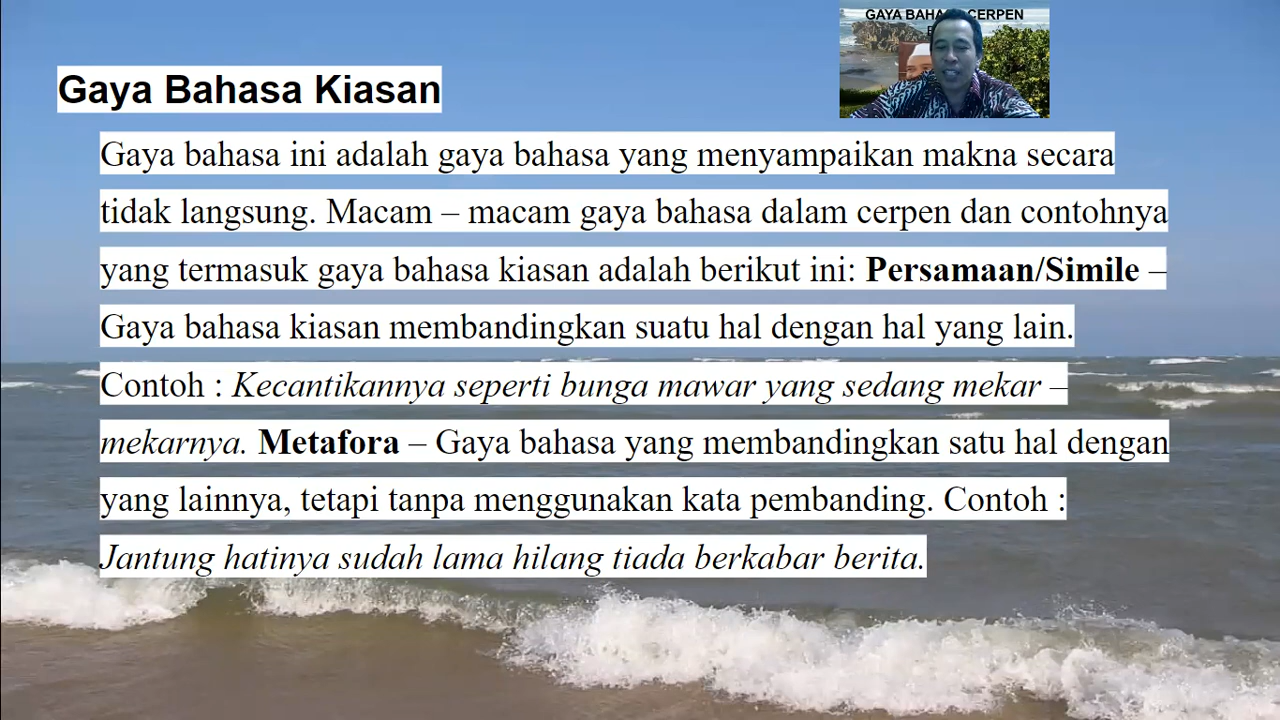 GAYA BAHA CERPEN
Gaya Bahasa Kiasan
Gaya bahasa ini adalah gaya bahasa yang menyampaikan makna secara
tidak langsung. Macam – macam gaya bahasa dalam cerpen dan contohnya
yang termasuk gaya bahasa kiasan adalah berikut ini: Persamaan/Simile –
Gaya bahasa kiasan membandingkan suatu hal dengan hal yang lain.
Contoh : Kecantikannya seperti bunga mawar yang sedang mekar –
mekarnya. Metafora – Gaya bahasa yang membandingkan satu hal dengan
yang lainnya, tetapi tanpa menggunakan kata pembanding. Contoh :
Jantung hatinya sudah lama hilang tiada berkabar berita.